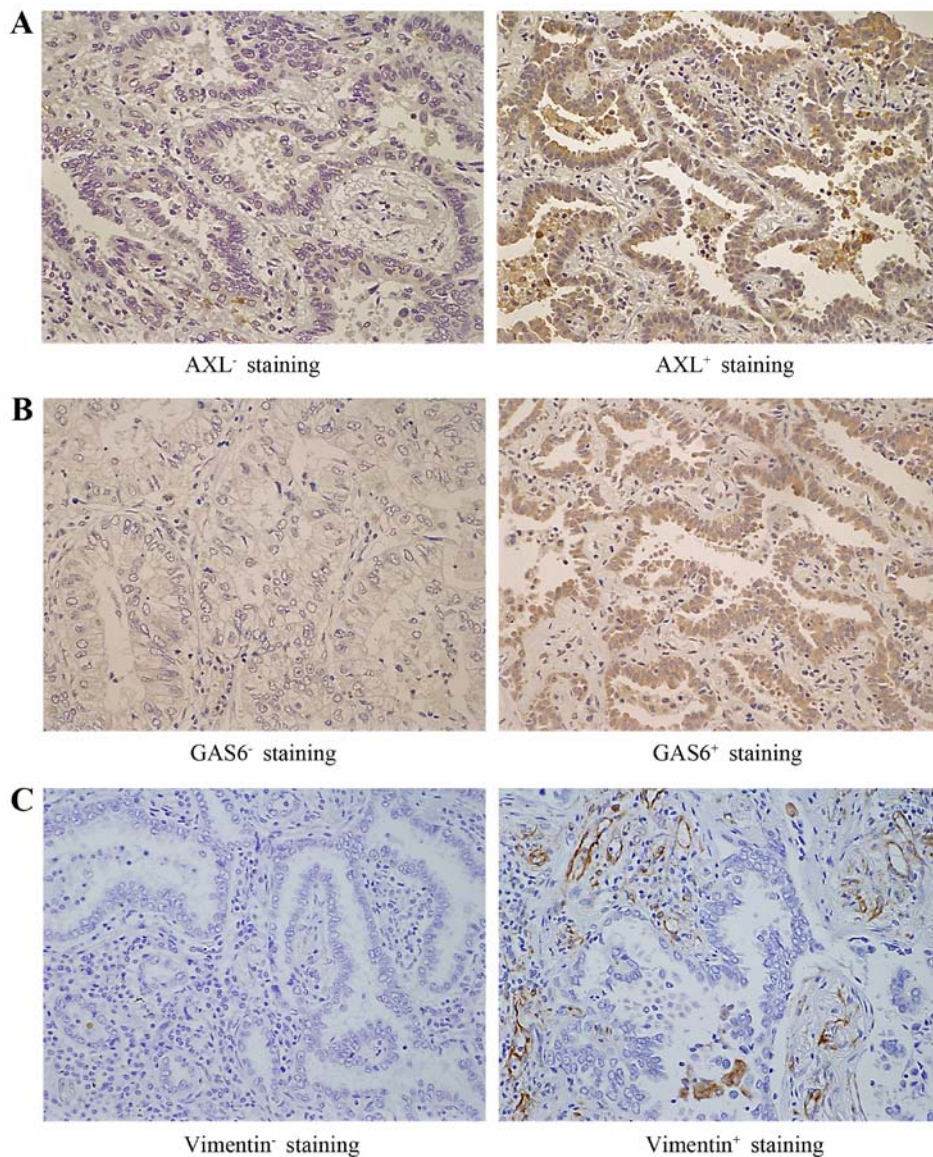 A
AXL⁻ staining
AXL⁺ staining
B
GAS6⁻ staining
GAS6⁺ staining
C
Vimentin⁻ staining
Vimentin⁺ staining